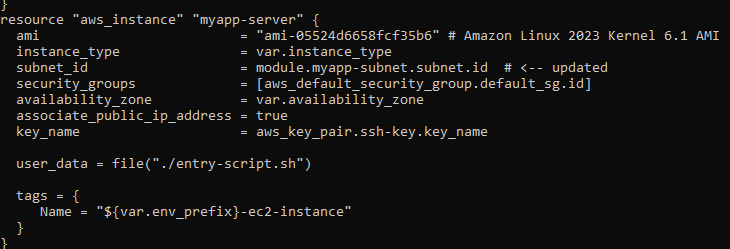 }
resource "aws_instance" "myapp-server" {
  ami                         = "ami-05524d6658fcf35b6" # Amazon Linux 2023 Kernel 6.1 AMI
  instance_type               = var.instance_type
  subnet_id                   = module.myapp-subnet.subnet.id  # <-- updated
  security_groups             = [aws_default_security_group.default_sg.id]
  availability_zone           = var.availability_zone
  associate_public_ip_address = true
  key_name                    = aws_key_pair.ssh-key.key_name

  user_data = file("./entry-script.sh")

  tags = {
     Name = "${var.env_prefix}-ec2-instance"
  }
}